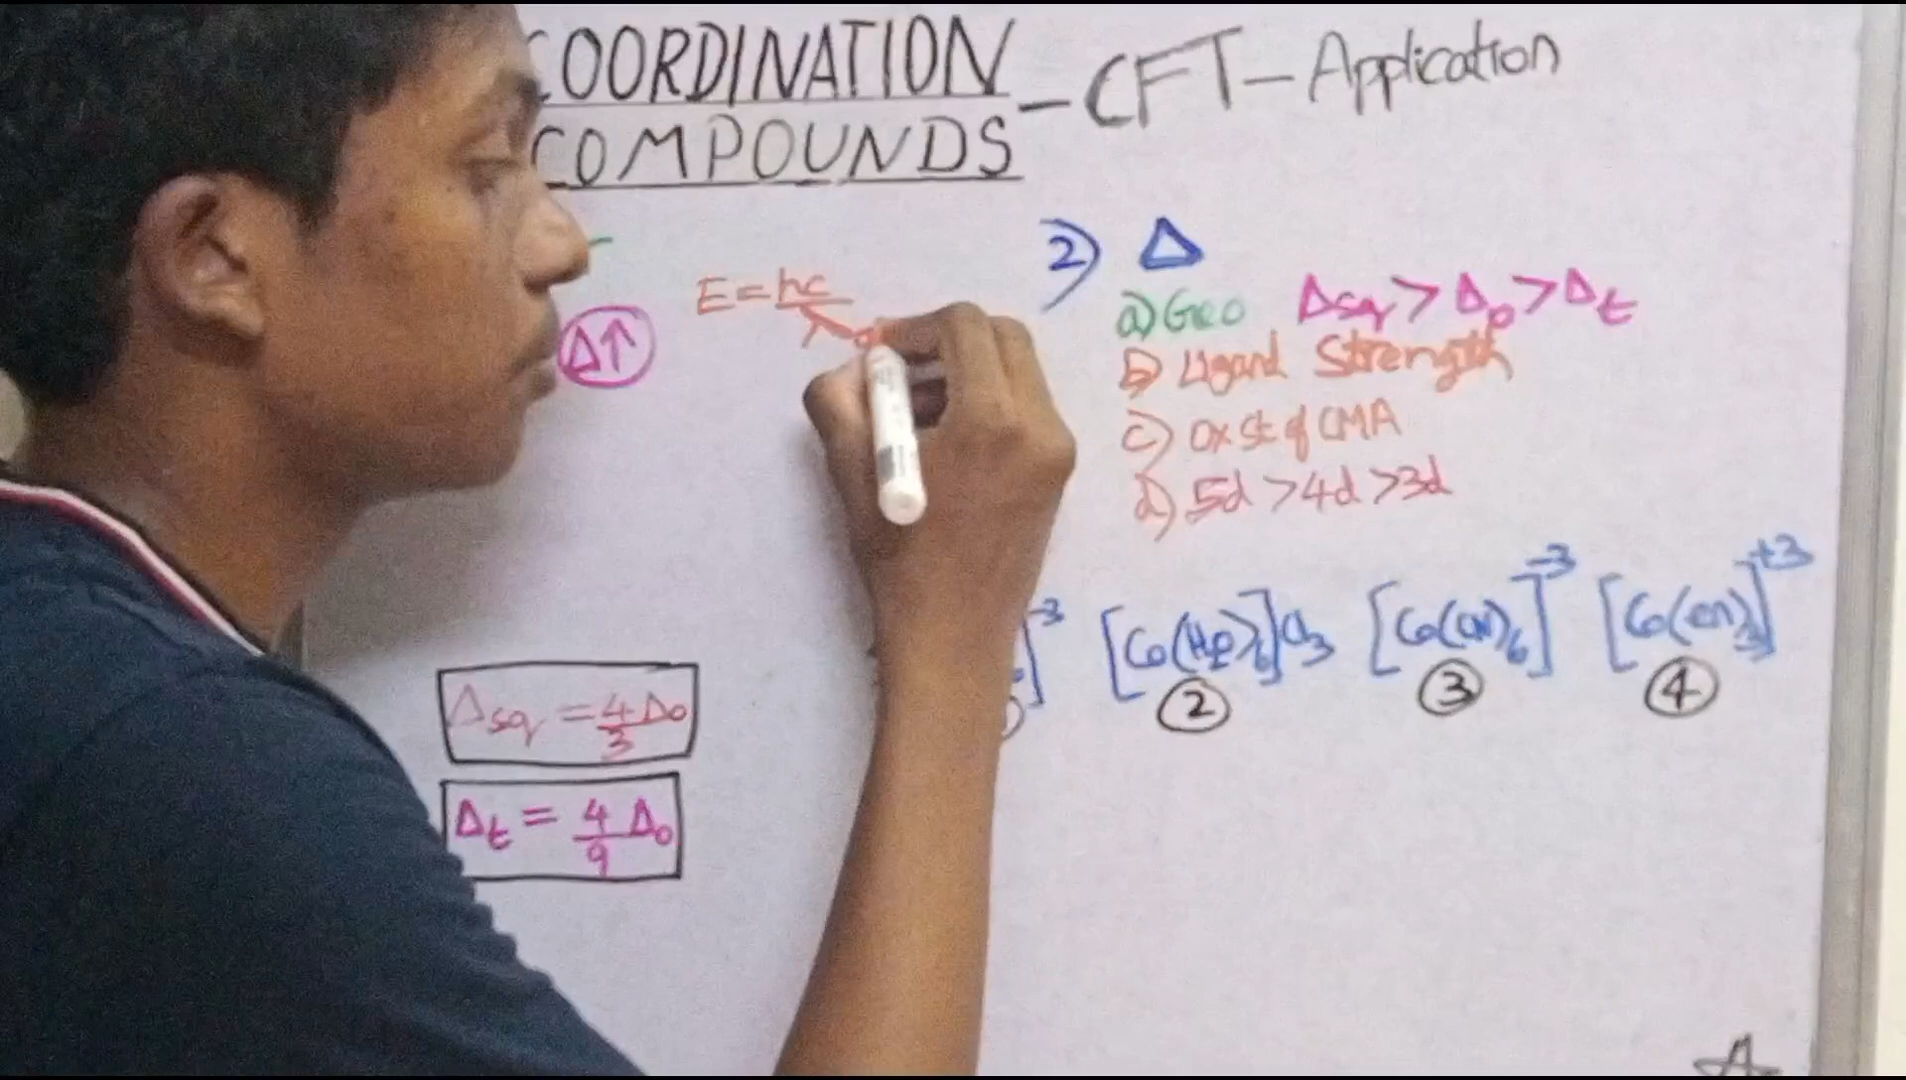 COORDINATION
COMPOUNDS
- CFT - Application
E = hc
λ
Δ↑
2) Δ
a) Geo Δsq > Δo > Δt
b) Ligand Strength
c) Ox st of CMA
d) 5d > 4d > 3d
]-3 [Co(H2O)6]Cl3 [Co(CN)6]-3 [Co(en)3]+3
2 3 4
Δsq = 4/3 Δo
Δt = 4/9 Δo